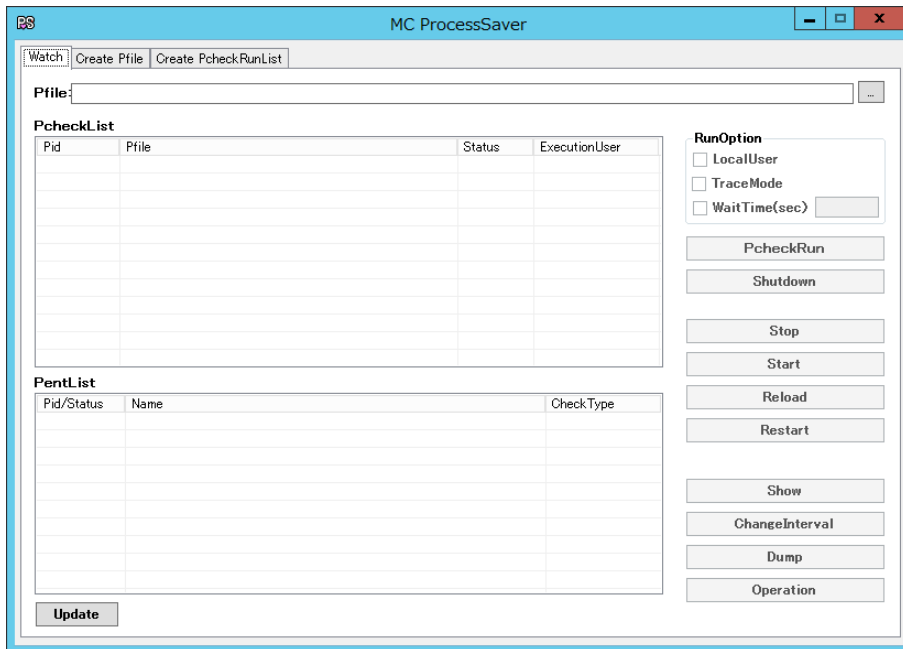 PS MC ProcessSaver x
Watch Create Pfile Create PcheckRunList
Pfile: ...
PcheckList
Pid Pfile Status ExecutionUser
RunOption
LocalUser
TraceMode
WaitTime(sec)
PcheckRun
Shutdown
Stop
Start
Reload
Restart
PentList
Pid/Status Name CheckType
Show
ChangeInterval
Dump
Operation
Update